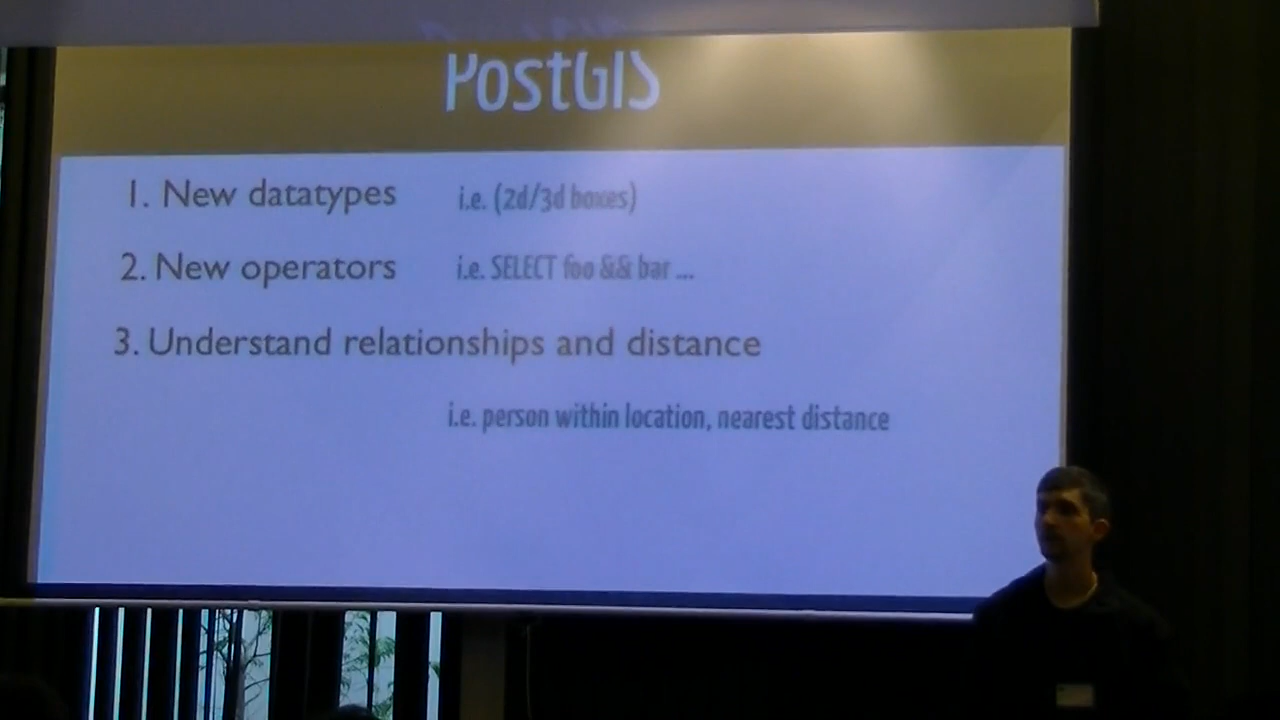 PostGIS
1. New datatypes i.e. (2d/3d boxes)
2. New operators i.e. SELECT foo && bar ...
3. Understand relationships and distance
i.e. person within location, nearest distance